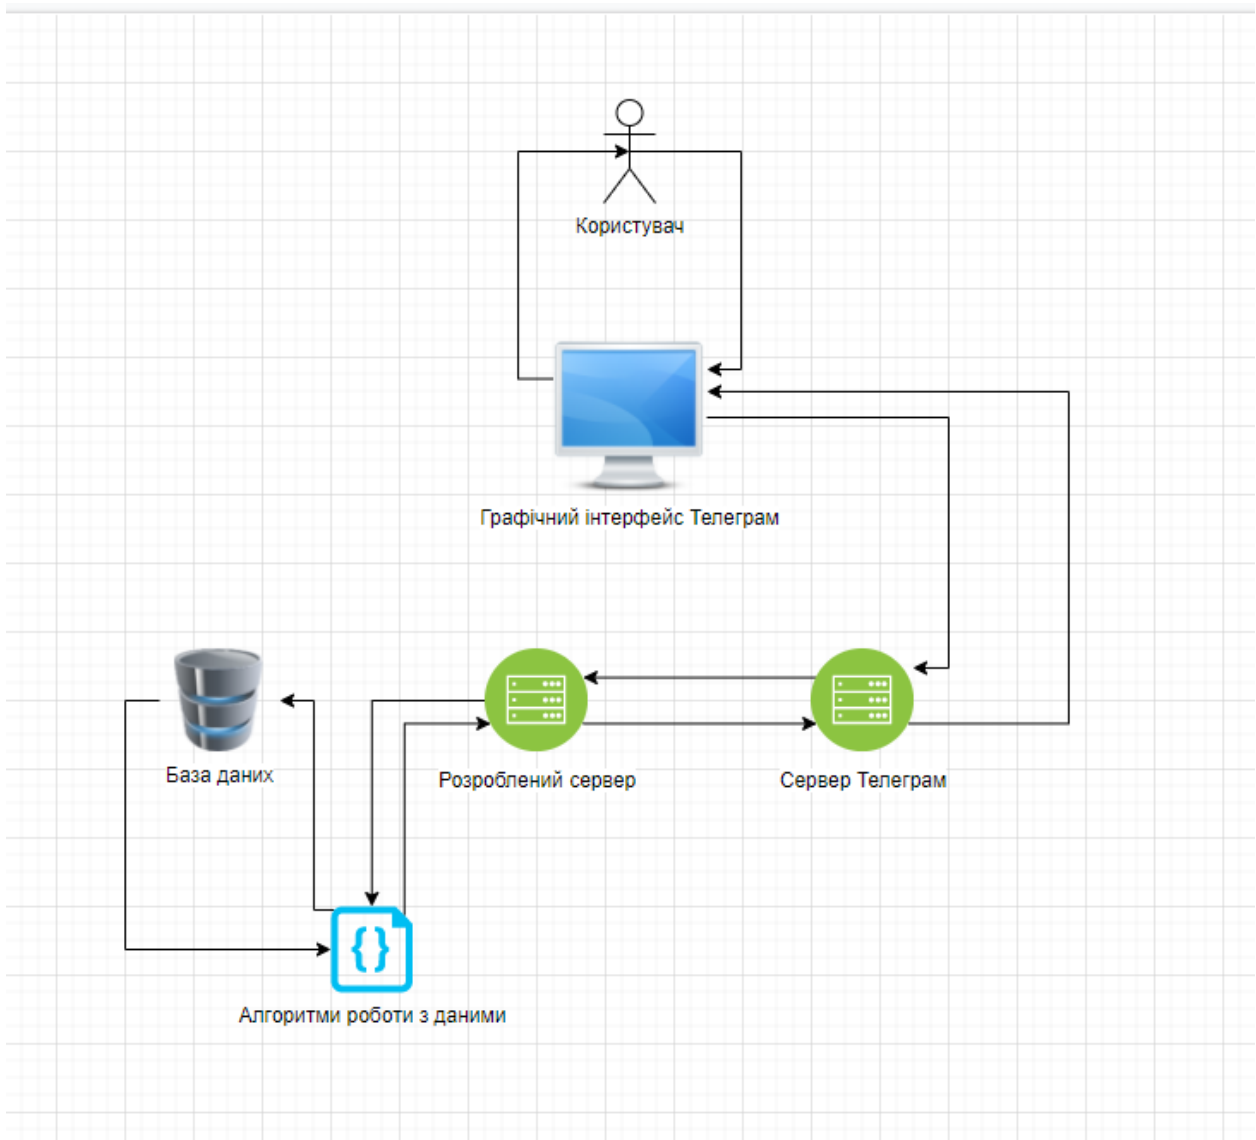 Користувач
Графічний інтерфейс Телеграм
База даних
Розроблений сервер
Сервер Телеграм
{}
Алгоритми роботи з даними